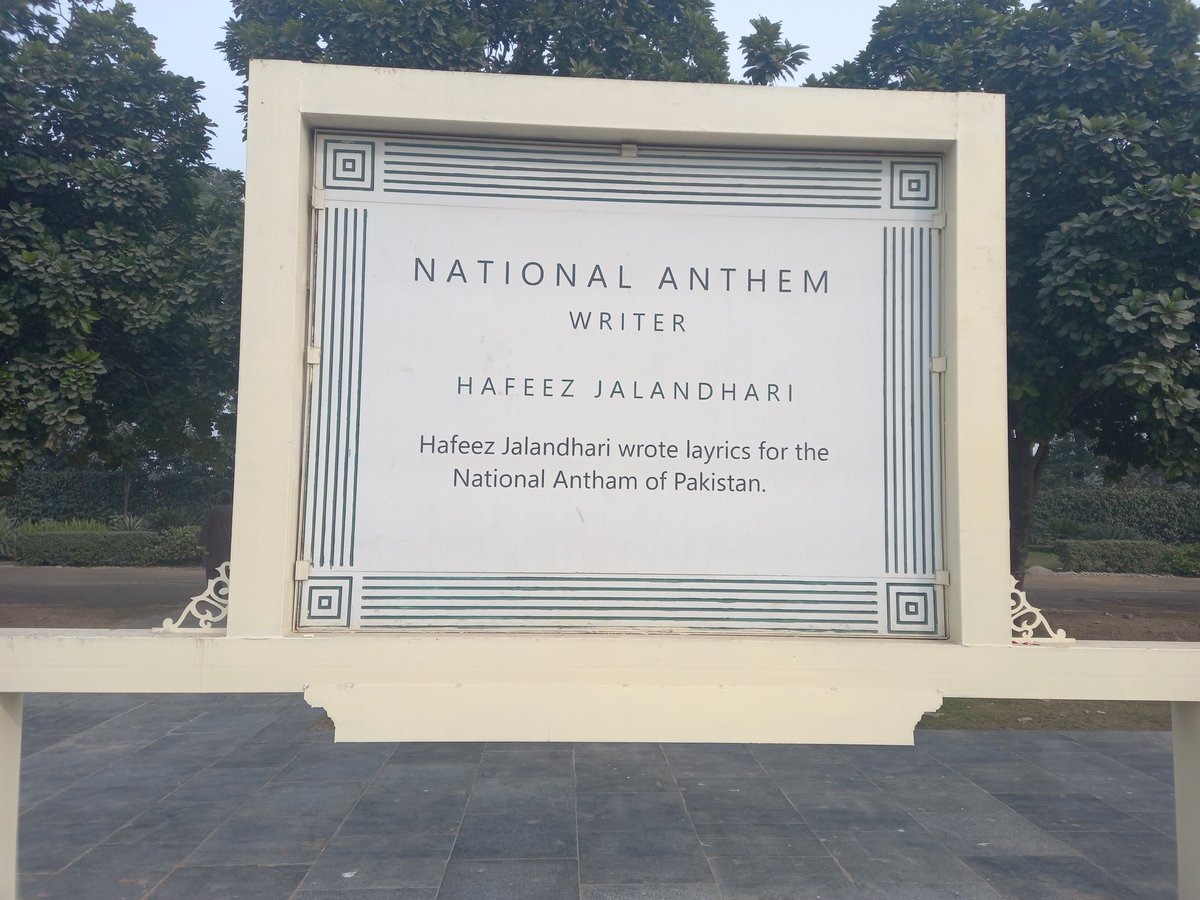 NATIONAL ANTHEM
WRITER
HAFEEZ JALANDHARI
Hafeez Jalandhari wrote layrics for the
National Antham of Pakistan.